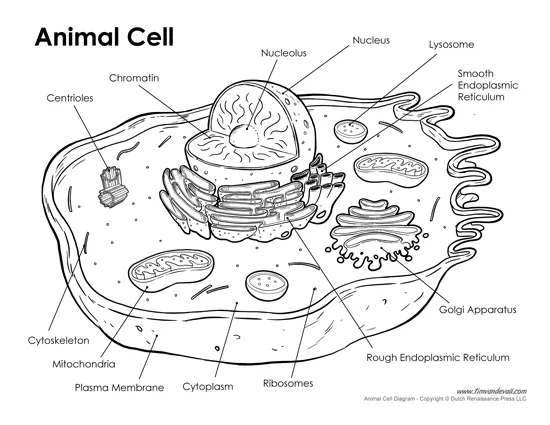 Animal Cell
Nucleolus
Nucleus
Lysosome
Smooth
Endoplasmic
Reticulum
Chromatin
Centrioles
Golgi Apparatus
Rough Endoplasmic Reticulum
Cytoskeleton
Mitochondria
Plasma Membrane
Cytoplasm
Ribosomes
www.timvandevall.com
Animal Cell Diagram - Copyright © Dutch Renaissance Press LLC